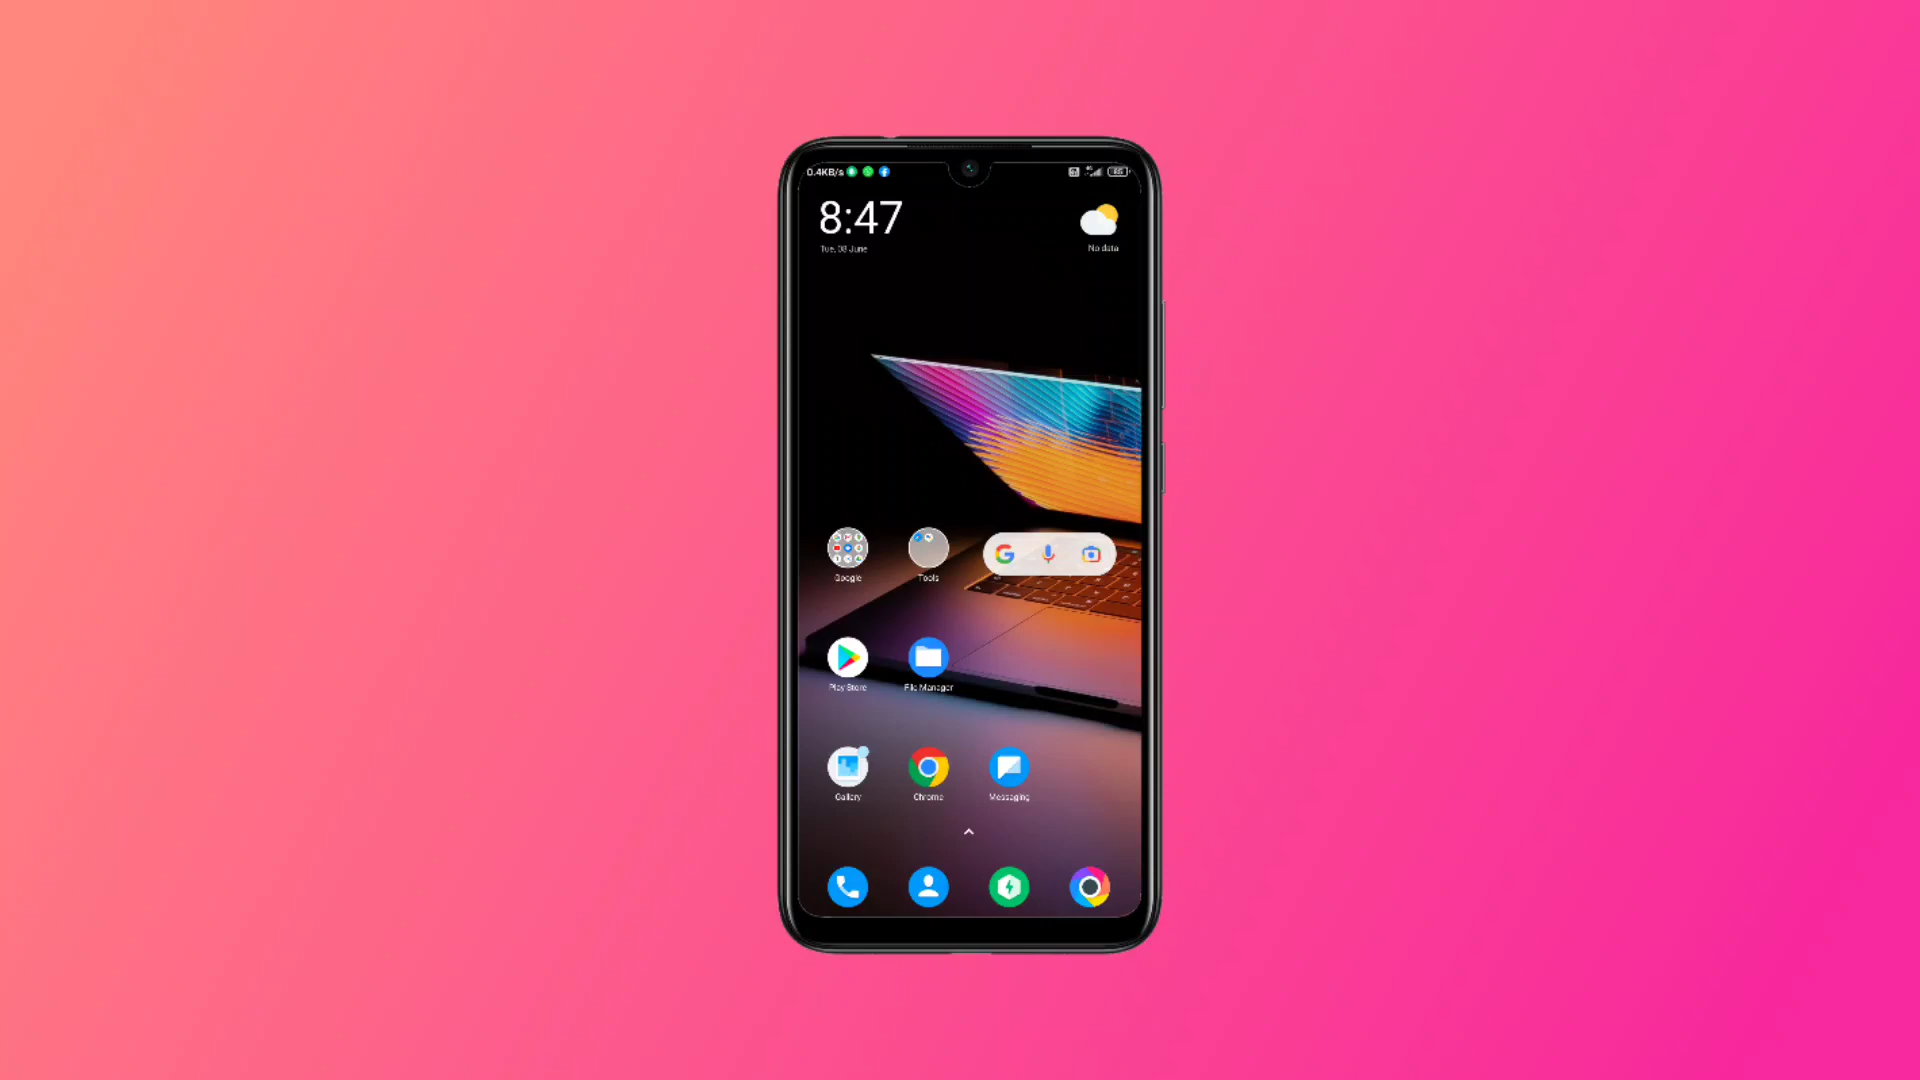 0.4KB/s
8:47
Tue, 08 June
No data
Google
Tools
Play Store
File Manager
Gallery
Chrome
Messaging